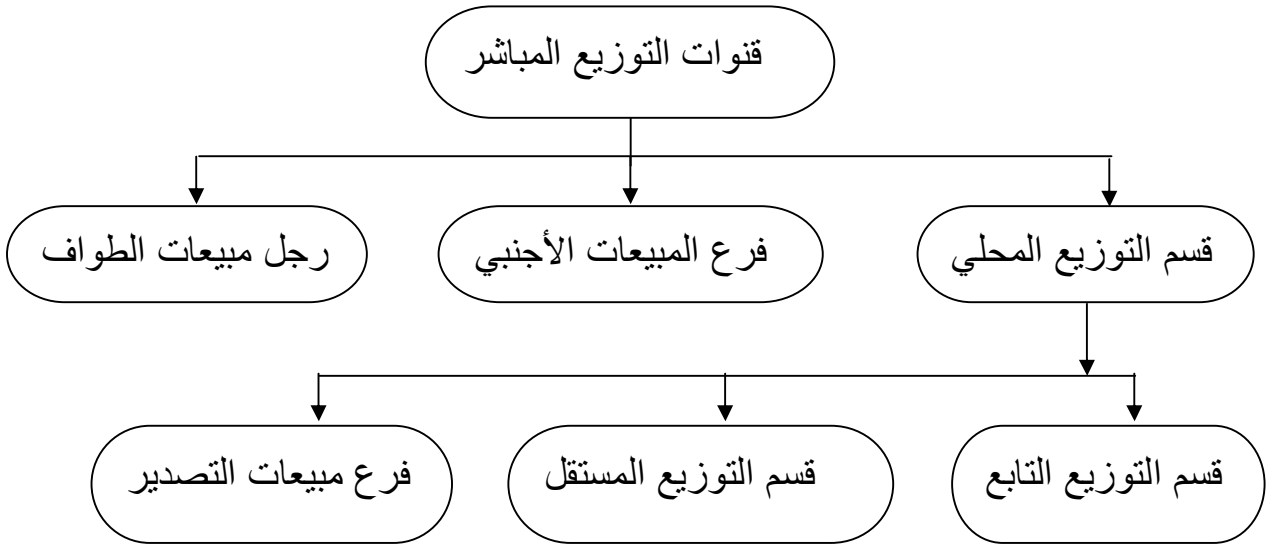 قنوات التوزيع المباشر
قسم التوزيع المحلي
فرع المبيعات الأجنبي
رجل مبيعات الطواف
قسم التوزيع التابع
قسم التوزيع المستقل
فرع مبيعات التصدير